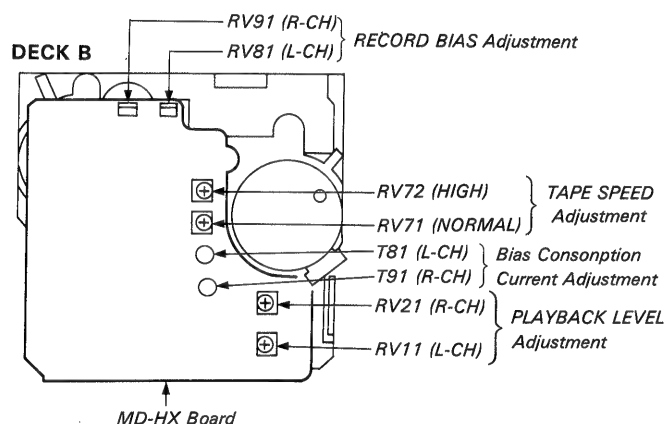 RV91 (R-CH)
RV81 (L-CH)
RECORD BIAS Adjustment
DECK B
RV72 (HIGH)
RV71 (NORMAL)
TAPE SPEED
Adjustment
T81 (L-CH)
T91 (R-CH)
Bias Consonption
Current Adjustment
RV21 (R-CH)
RV11 (L-CH)
PLAYBACK LEVEL
Adjustment
MD-HX Board